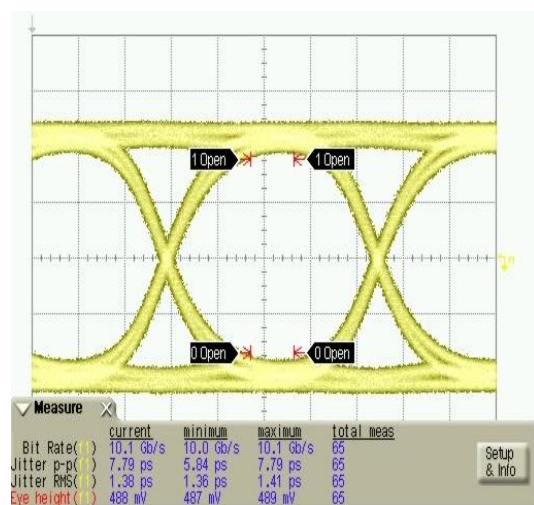 1 Open 1 Open
0 Open 0 Open
Measure
current minimum maximum total meas
Bit Rate( ) 10.1 Gb/s 10.0 Gb/s 10.1 Gb/s 65
Jitter p-p( ) 7.79 ps 5.84 ps 7.79 ps 65
Jitter RMS( ) 1.38 ps 1.36 ps 1.41 ps 65
Eye height( ) 488 mV 487 mV 489 mV 65
Setup
& Info